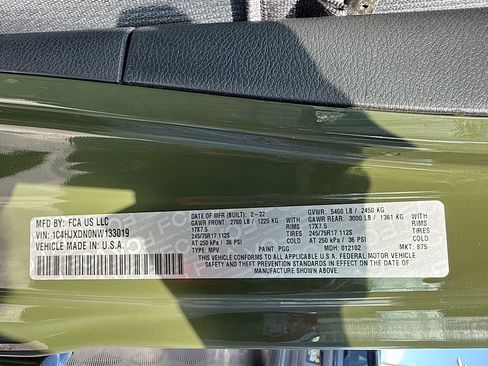 MFD BY: FCA US LLC
VIN: 1C4HJXDN0NW133019
VEHICLE MADE IN: U.S.A.
DATE OF MFR (BUILT): 2-22
GAWR FRONT: 2700 LB / 1225 KG
17X7.5 RIMS
245/75R17 112S TIRES
AT 250 kPa / 36 PSI COLD
TYPE: MPV
GVWR: 5400 LB / 2450 KG
GAWR REAR: 3000 LB / 1361 KG
17X7.5 RIMS
245/75R17 112S TIRES
AT 250 kPa / 36 PSI COLD
PAINT: PGG
MDH: 012102
MKT: 875
THIS VEHICLE CONFORMS TO ALL APPLICABLE U.S.A. FEDERAL MOTOR VEHICLE
SAFETY, BUMPER AND THEFT PREVENTION STANDARDS IN EFFECT ON THE DATE
OF MANUFACTURE SHOWN ABOVE.